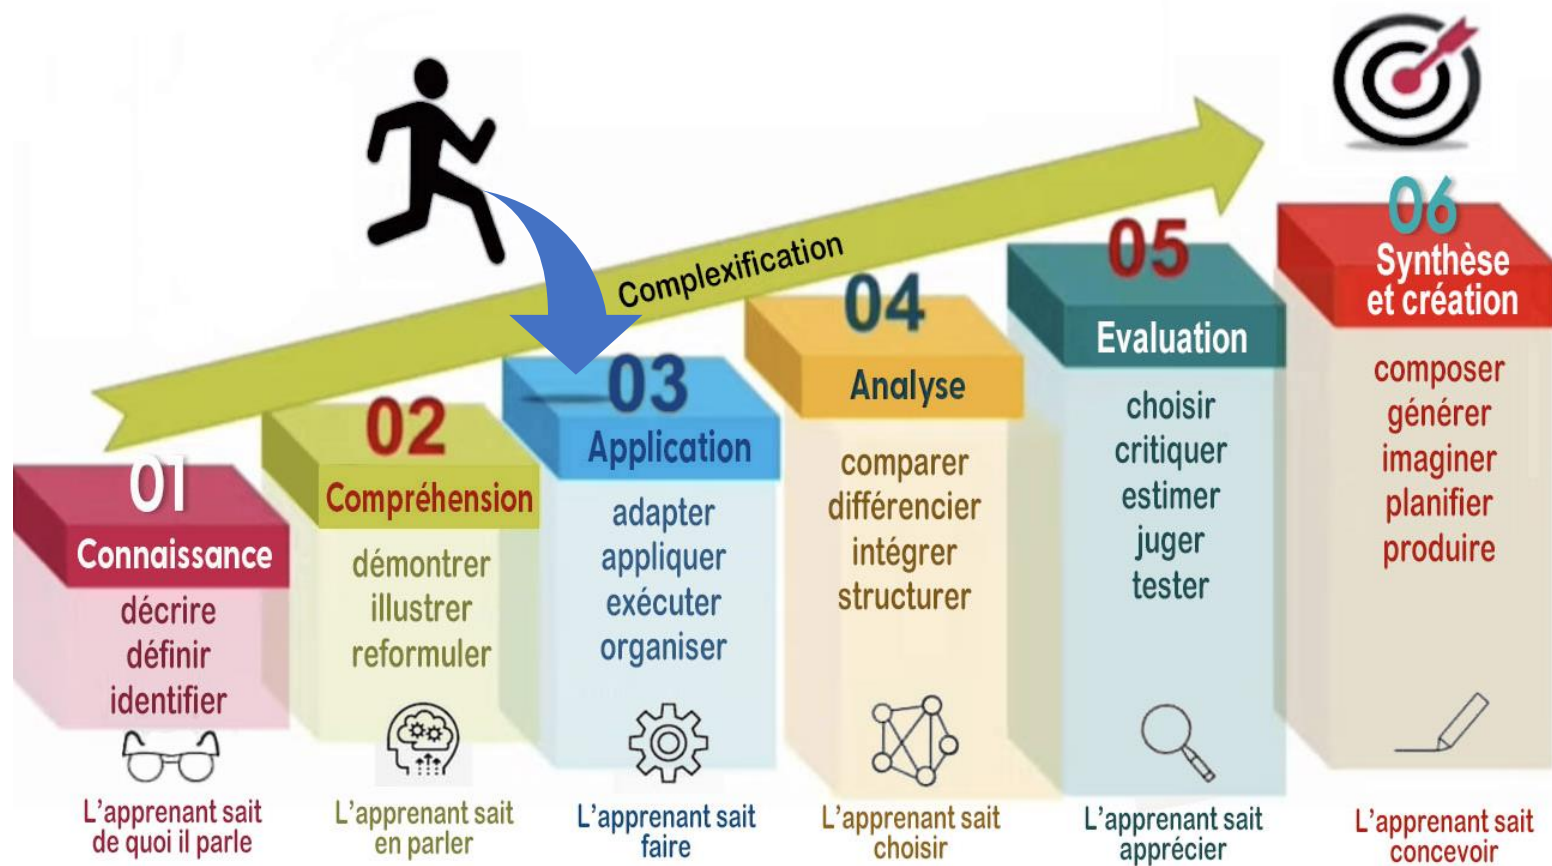 Complexification
01
Connaissance
décrire
définir
identifier
L'apprenant sait
de quoi il parle
02
Compréhension
démontrer
illustrer
reformuler
L'apprenant sait
en parler
03
Application
adapter
appliquer
exécuter
organiser
L'apprenant sait
faire
04
Analyse
comparer
différencier
intégrer
structurer
L'apprenant sait
choisir
05
Evaluation
choisir
critiquer
estimer
juger
tester
L'apprenant sait
apprécier
06
Synthèse
et création
composer
générer
imaginer
planifier
produire
L'apprenant sait
concevoir